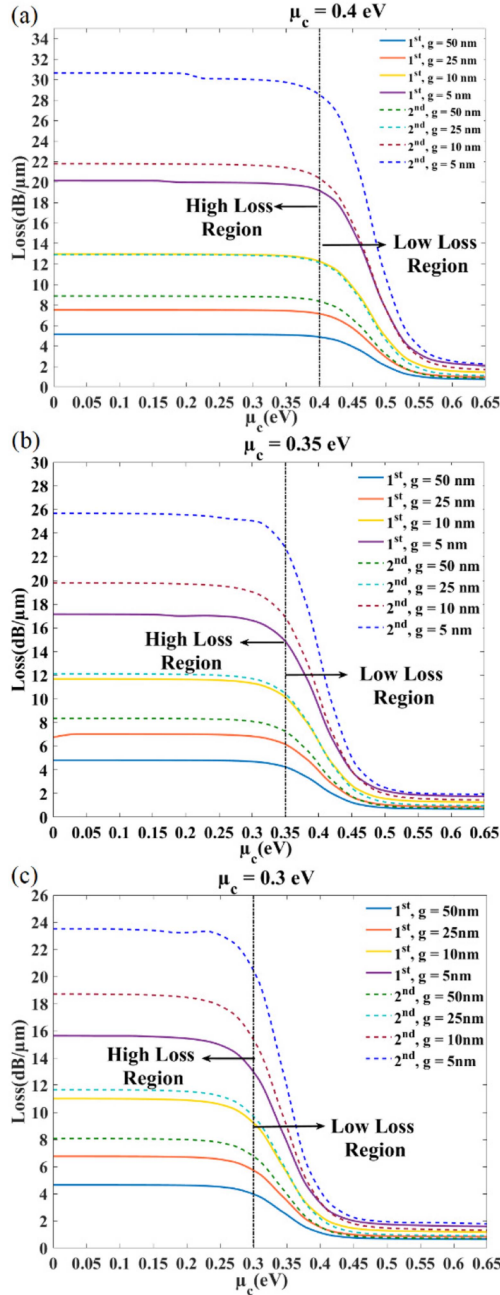 (a)
μc = 0.4 eV
Loss(dB/μm)
34
32
30
28
26
24
22
20
18
16
14
12
10
8
6
4
2
0
1st, g = 50 nm
1st, g = 25 nm
1st, g = 10 nm
1st, g = 5 nm
2nd, g = 50 nm
2nd, g = 25 nm
2nd, g = 10 nm
2nd, g = 5 nm
High Loss
Region
Low Loss
Region
0 0.05 0.1 0.15 0.2 0.25 0.3 0.35 0.4 0.45 0.5 0.55 0.6 0.65
μc(eV)
(b)
μc = 0.35 eV
Loss(dB/μm)
30
28
26
24
22
20
18
16
14
12
10
8
6
4
2
0
1st, g = 50 nm
1st, g = 25 nm
1st, g = 10 nm
1st, g = 5 nm
2nd, g = 50 nm
2nd, g = 25 nm
2nd, g = 10 nm
2nd, g = 5 nm
High Loss
Region
Low Loss
Region
0 0.05 0.1 0.15 0.2 0.25 0.3 0.35 0.4 0.45 0.5 0.55 0.6 0.65
μc(eV)
(c)
μc = 0.3 eV
Loss(dB/μm)
26
24
22
20
18
16
14
12
10
8
6
4
2
0
1st, g = 50nm
1st, g = 25nm
1st, g = 10nm
1st, g = 5nm
2nd, g = 50nm
2nd, g = 25nm
2nd, g = 10nm
2nd, g = 5nm
High Loss
Region
Low Loss
Region
0 0.05 0.1 0.15 0.2 0.25 0.3 0.35 0.4 0.45 0.5 0.55 0.6 0.65
μc(eV)